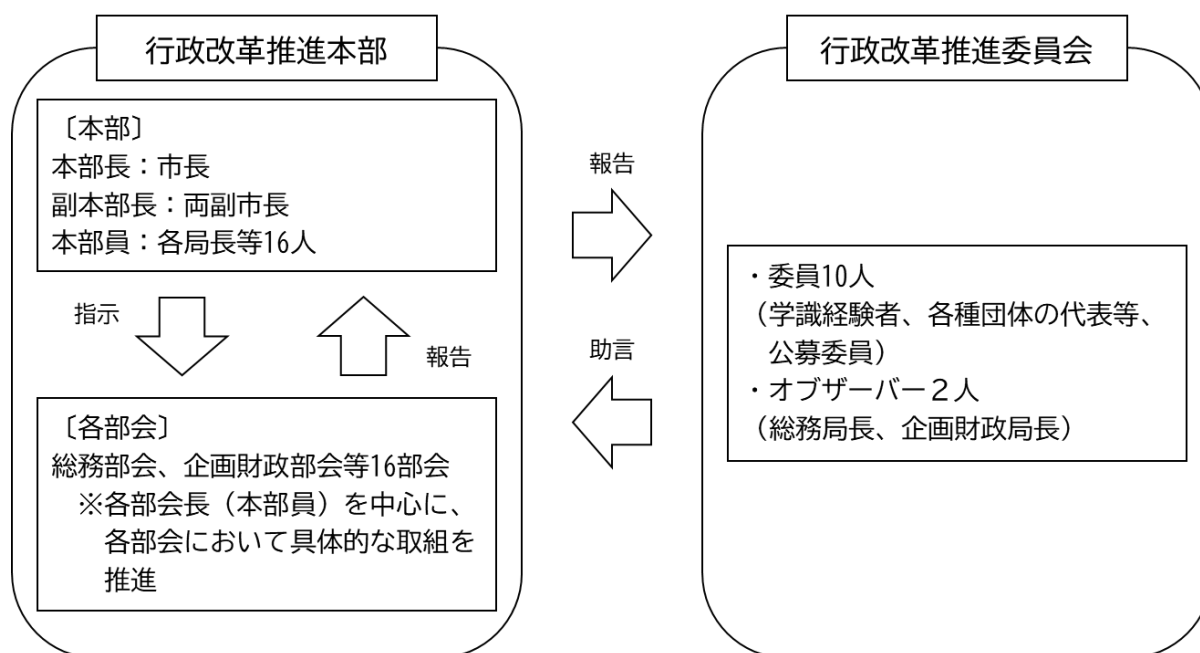 行政改革推進本部
〔本部〕
本部長：市長
副本部長：両副市長
本部員：各局長等16人
指示
報告
〔各部会〕
総務部会、企画財政部会等16部会
※各部会長（本部員）を中心に、
各部会において具体的な取組を
推進
報告
助言
行政改革推進委員会
・委員10人
（学識経験者、各種団体の代表等、
公募委員）
・オブザーバー２人
（総務局長、企画財政局長）